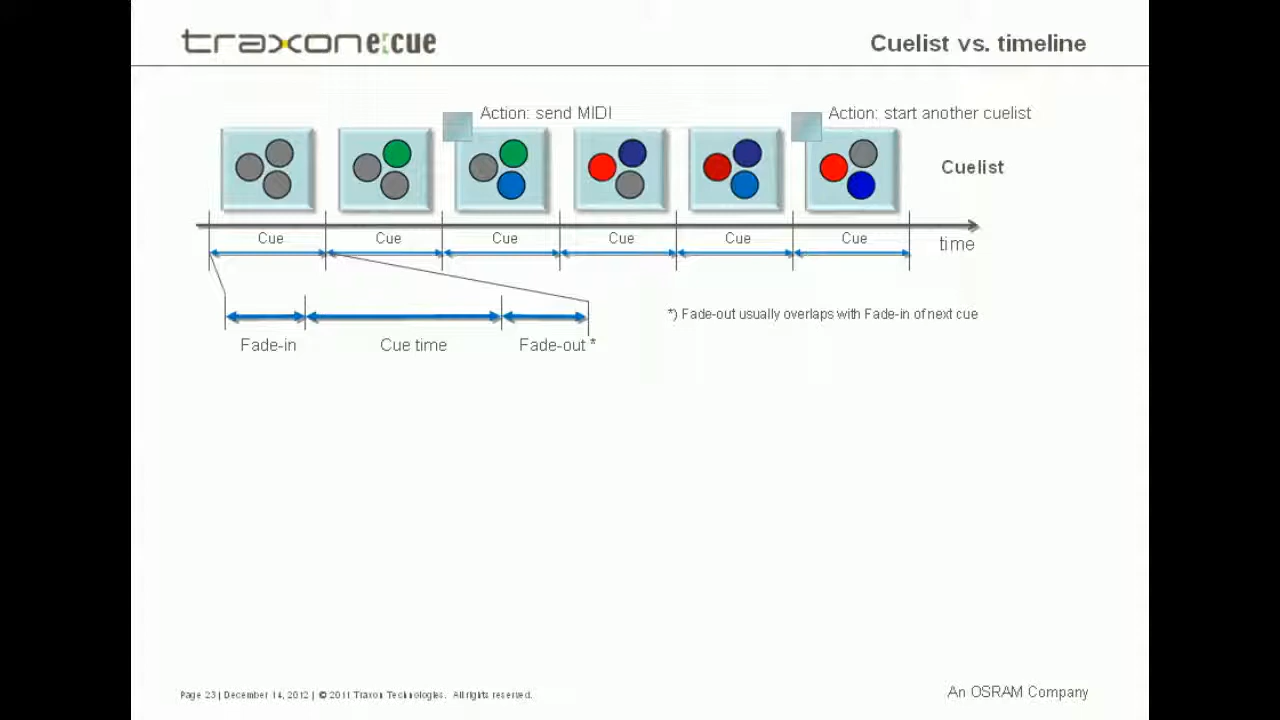 traxon e:cue
Cuelist vs. timeline
Action: send MIDI
Action: start another cuelist
Cuelist
Cue Cue Cue Cue Cue Cue
time
*) Fade-out usually overlaps with Fade-in of next cue
Fade-in Cue time Fade-out *
Page 23 | December 14, 2012 | © 2011 Traxon Technologies. All rights reserved.
An OSRAM Company